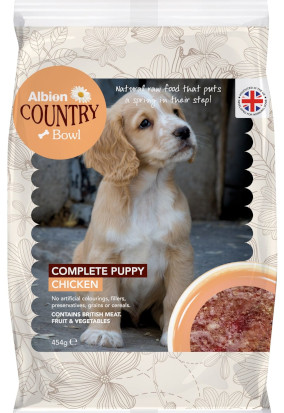 Natural raw food that puts
a spring in their step!
Albion
COUNTRY
Bowl
COMPLETE PUPPY
CHICKEN
No artificial colourings, fillers,
preservatives, grains or cereals.
CONTAINS BRITISH MEAT,
FRUIT & VEGETABLES
454g e